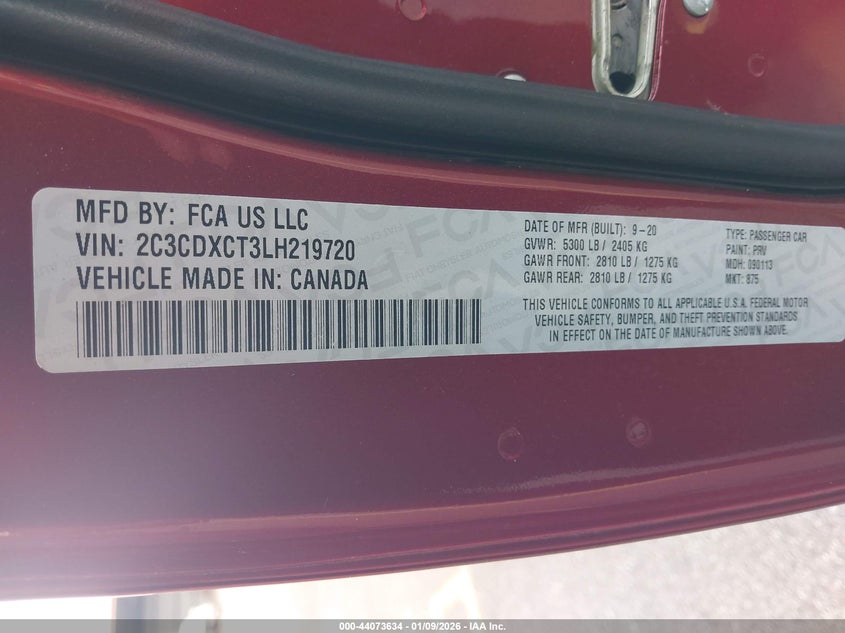 MFD BY: FCA US LLC
VIN: 2C3CDXCT3LH219720
VEHICLE MADE IN: CANADA
DATE OF MFR (BUILT): 9-20
GVWR: 5300 LB / 2405 KG
GAWR FRONT: 2810 LB / 1275 KG
GAWR REAR: 2810 LB / 1275 KG
TYPE: PASSENGER CAR
PAINT: PRV
MDH: 090113
MKT: 875
THIS VEHICLE CONFORMS TO ALL APPLICABLE U.S.A. FEDERAL MOTOR
VEHICLE SAFETY, BUMPER, AND THEFT PREVENTION STANDARDS
IN EFFECT ON THE DATE OF MANUFACTURE SHOWN ABOVE.
000-44073634 - 01/09/2026 - IAA Inc.